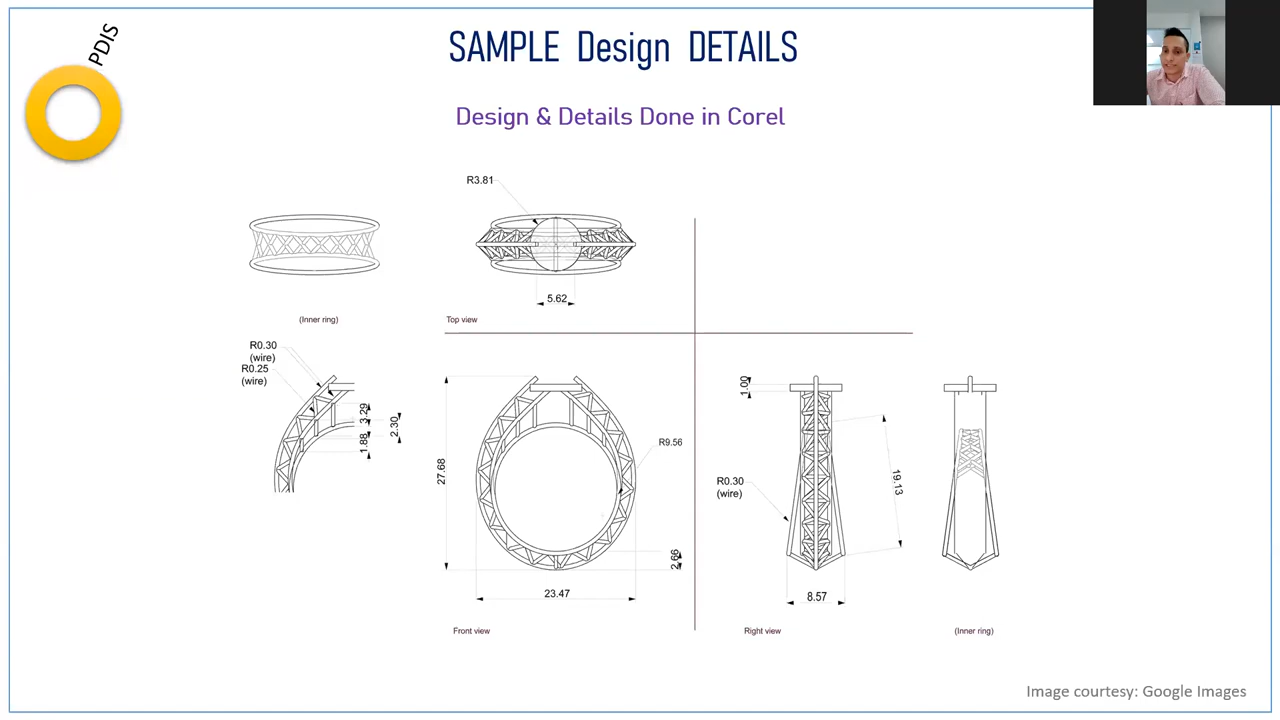 PDIS
SAMPLE Design DETAILS
Design & Details Done in Corel
R3.81
5.62
(Inner ring)
Top view
R0.30
(wire)
R0.25
(wire)
3.29
2.30
1.88
27.68
R9.56
2.66
23.47
Front view
1.00
19.13
R0.30
(wire)
8.57
Right view
(Inner ring)
Image courtesy: Google Images